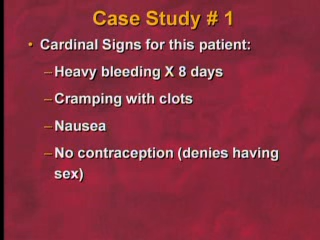 Case Study # 1
• Cardinal Signs for this patient:
– Heavy bleeding X 8 days
– Cramping with clots
– Nausea
– No contraception (denies having
sex)